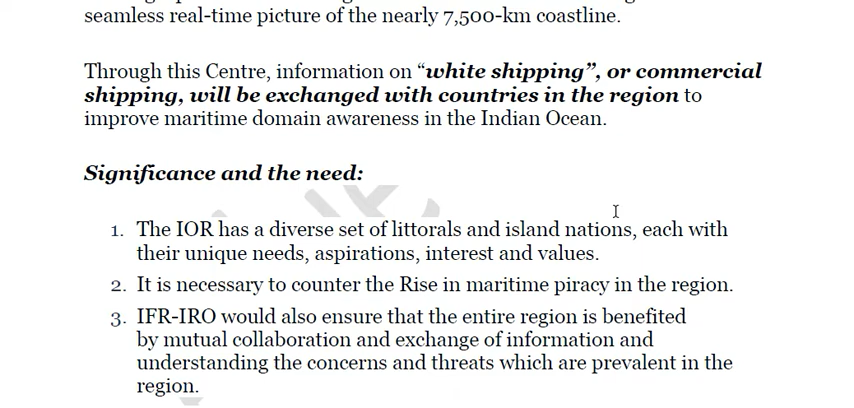 seamless real-time picture of the nearly 7,500-km coastline.
Through this Centre, information on “white shipping”, or commercial
shipping, will be exchanged with countries in the region to
improve maritime domain awareness in the Indian Ocean.
Significance and the need:
1. The IOR has a diverse set of littorals and island nations, each with
their unique needs, aspirations, interest and values.
2. It is necessary to counter the Rise in maritime piracy in the region.
3. IFR-IRO would also ensure that the entire region is benefited
by mutual collaboration and exchange of information and
understanding the concerns and threats which are prevalent in the
region.